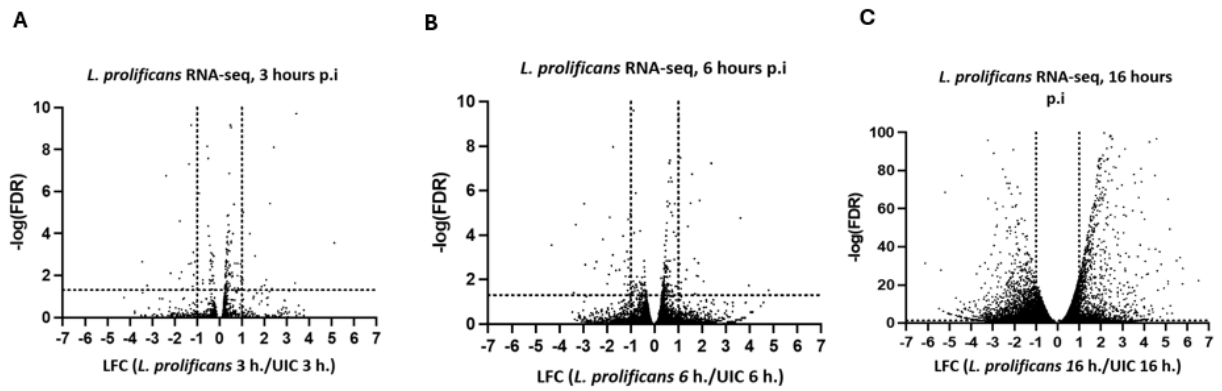 A
L. prolificans RNA-seq, 3 hours p.i
10
8
6
4
2
0
-log(FDR)
-7 -6 -5 -4 -3 -2 -1 0 1 2 3 4 5 6 7
LFC (L. prolificans 3 h./UIC 3 h.)
B
L. prolificans RNA-seq, 6 hours p.i
10
8
6
4
2
0
-log(FDR)
-7 -6 -5 -4 -3 -2 -1 0 1 2 3 4 5 6 7
LFC (L. prolificans 6 h./UIC 6 h.)
C
L. prolificans RNA-seq, 16 hours
p.i
100
80
60
40
20
0
-log(FDR)
-7 -6 -5 -4 -3 -2 -1 0 1 2 3 4 5 6 7
LFC (L. prolificans 16 h./UIC 16 h.)